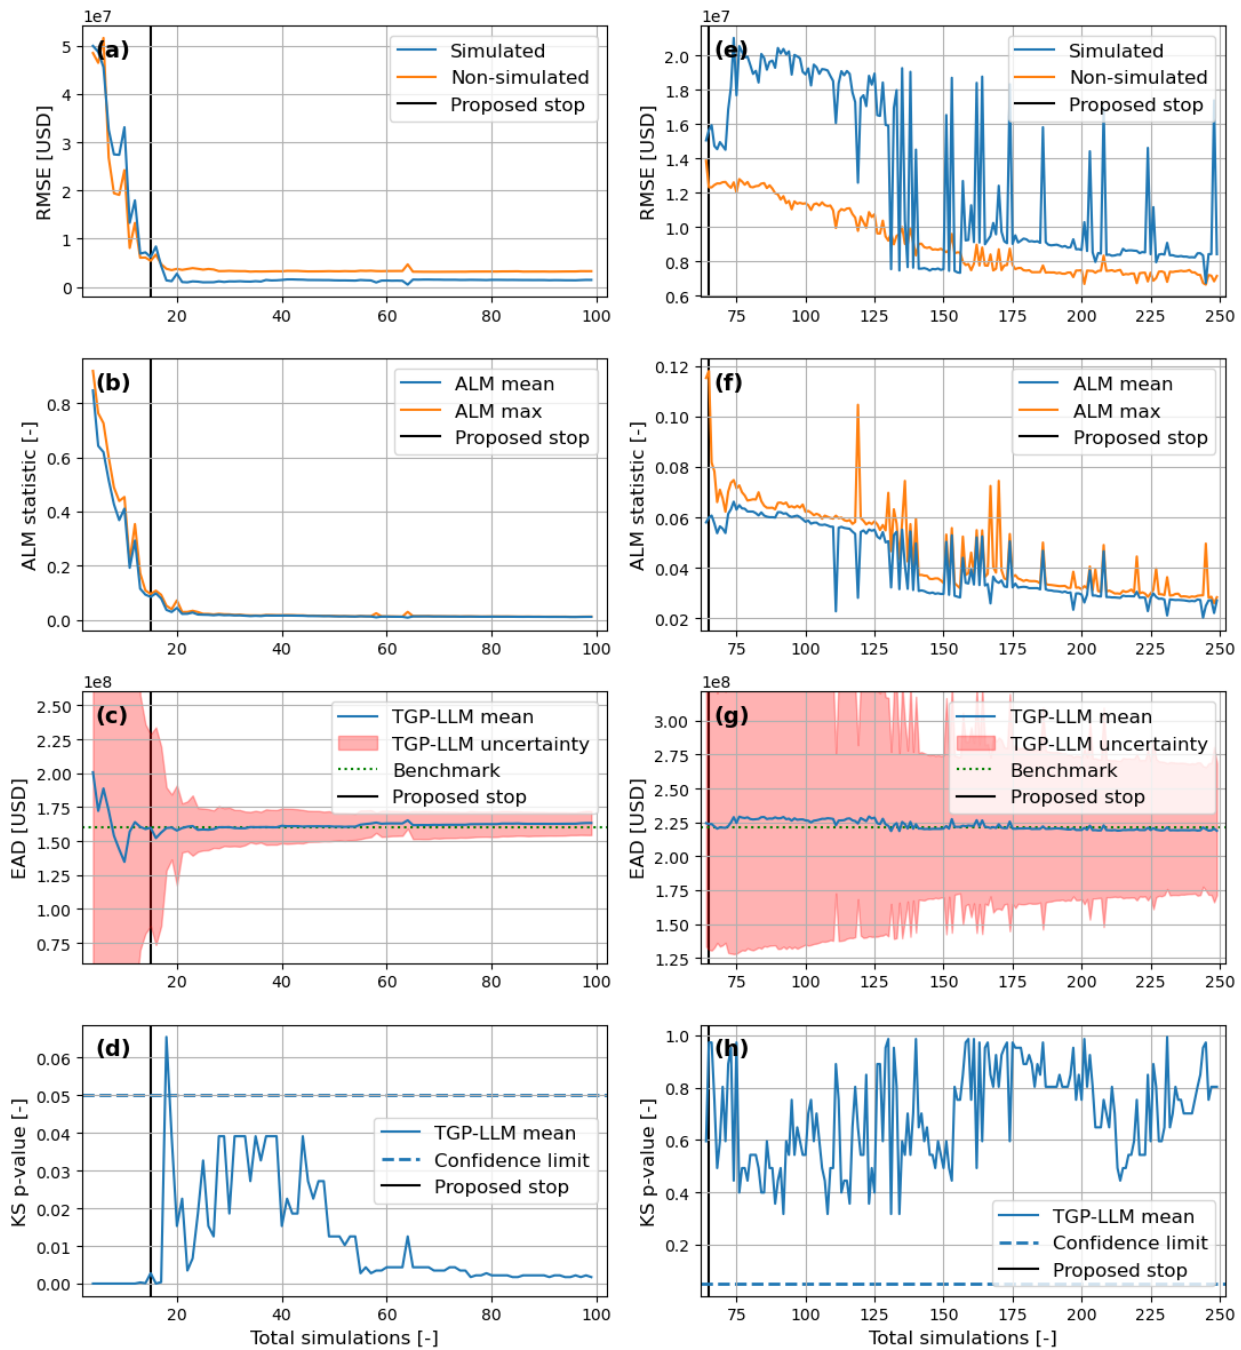 1e7
(a)
Simulated
Non-simulated
Proposed stop
RMSE [USD]
5
4
3
2
1
0
20 40 60 80 100
1e7
(e)
Simulated
Non-simulated
Proposed stop
RMSE [USD]
2.0
1.8
1.6
1.4
1.2
1.0
0.8
0.6
75 100 125 150 175 200 225 250
(b)
ALM mean
ALM max
Proposed stop
ALM statistic [-]
0.8
0.6
0.4
0.2
0.0
20 40 60 80 100
(f)
ALM mean
ALM max
Proposed stop
ALM statistic [-]
0.12
0.10
0.08
0.06
0.04
0.02
75 100 125 150 175 200 225 250
1e8
(c)
TGP-LLM mean
TGP-LLM uncertainty
Benchmark
Proposed stop
EAD [USD]
2.50
2.25
2.00
1.75
1.50
1.25
1.00
0.75
20 40 60 80 100
1e8
(g)
TGP-LLM mean
TGP-LLM uncertainty
Benchmark
Proposed stop
EAD [USD]
3.00
2.75
2.50
2.25
2.00
1.75
1.50
1.25
75 100 125 150 175 200 225 250
(d)
TGP-LLM mean
Confidence limit
Proposed stop
KS p-value [-]
0.06
0.05
0.04
0.03
0.02
0.01
0.00
20 40 60 80 100
Total simulations [-]
(h)
TGP-LLM mean
Confidence limit
Proposed stop
KS p-value [-]
1.0
0.8
0.6
0.4
0.2
75 100 125 150 175 200 225 250
Total simulations [-]